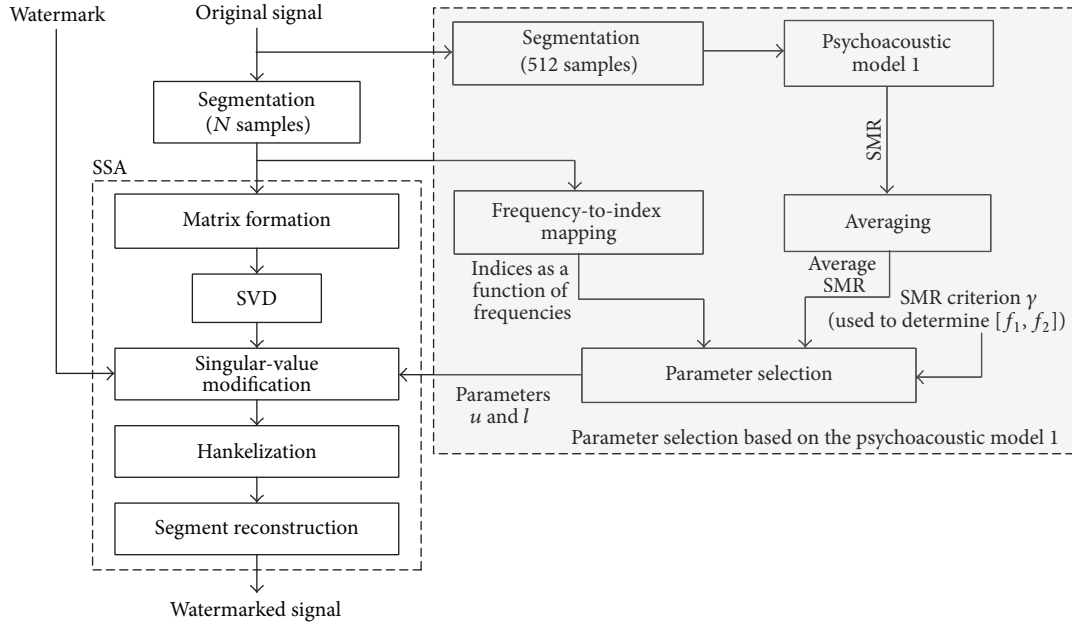 Watermark
Original signal
Segmentation
(512 samples)
Psychoacoustic
model 1
Segmentation
(N samples)
SMR
SSA
Matrix formation
Frequency-to-index
mapping
Averaging
SVD
Indices as a
function of
frequencies
Average
SMR
SMR criterion γ
(used to determine [f₁, f₂])
Singular-value
modification
Parameter selection
Parameters
u and l
Hankelization
Parameter selection based on the psychoacoustic model 1
Segment reconstruction
Watermarked signal